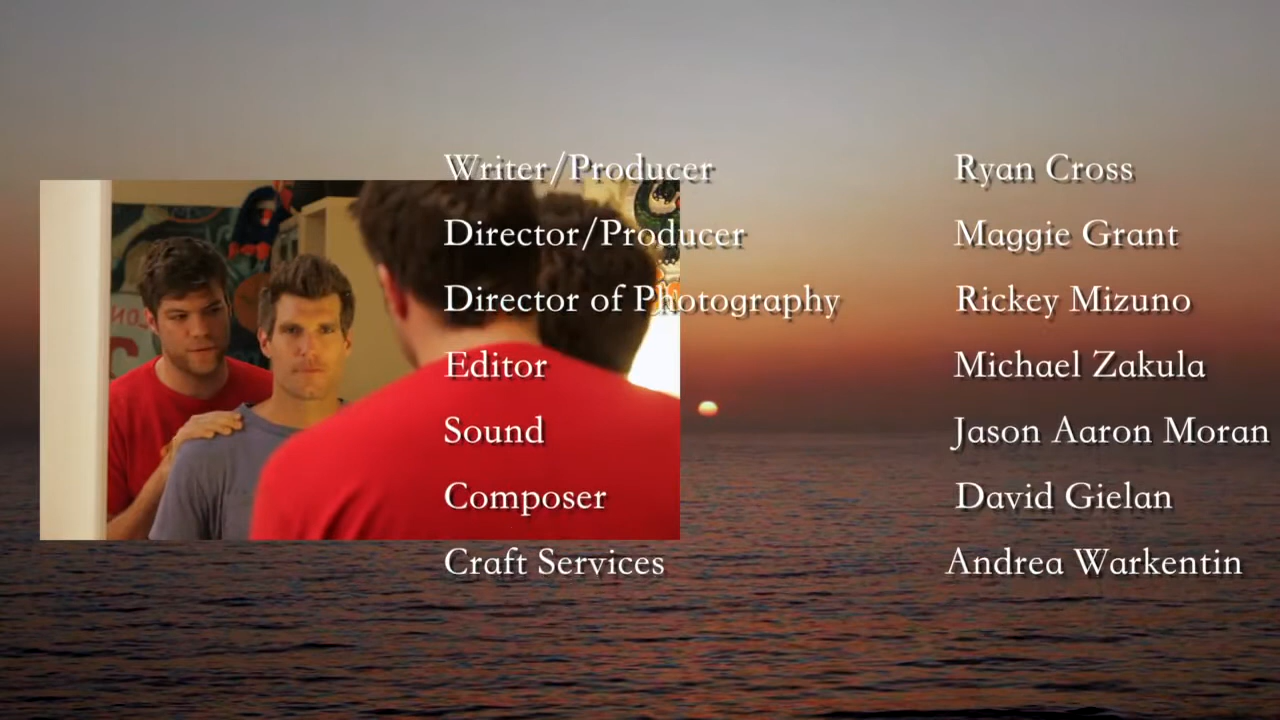 Writer/Producer Ryan Cross
Director/Producer Maggie Grant
Director of Photography Rickey Mizuno
Editor Michael Zakula
Sound Jason Aaron Moran
Composer David Gielan
Craft Services Andrea Warkentin